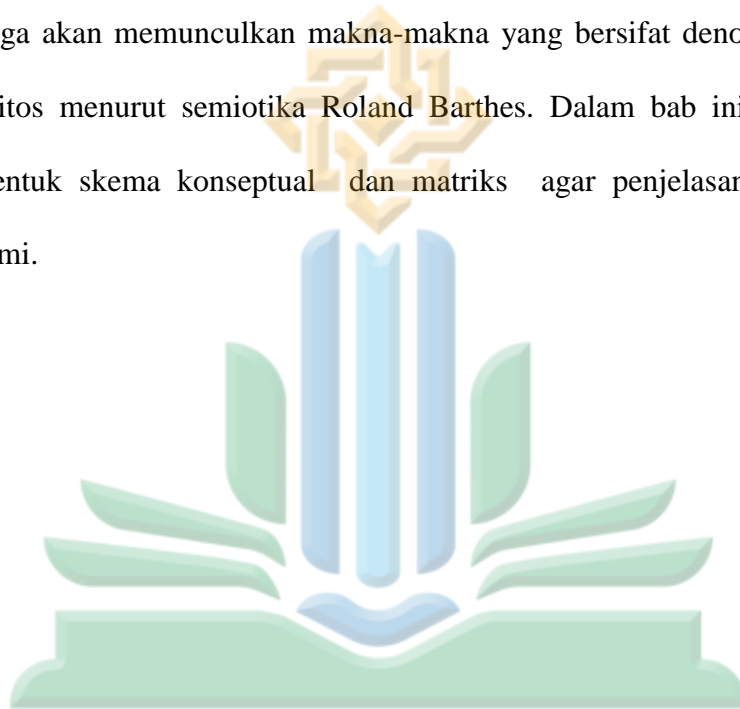 ga akan memunculkan makna-makna yang bersifat deno
itos menurut semiotika Roland Barthes. Dalam bab ini
entuk skema konseptual dan matriks agar penjelasan
mi.